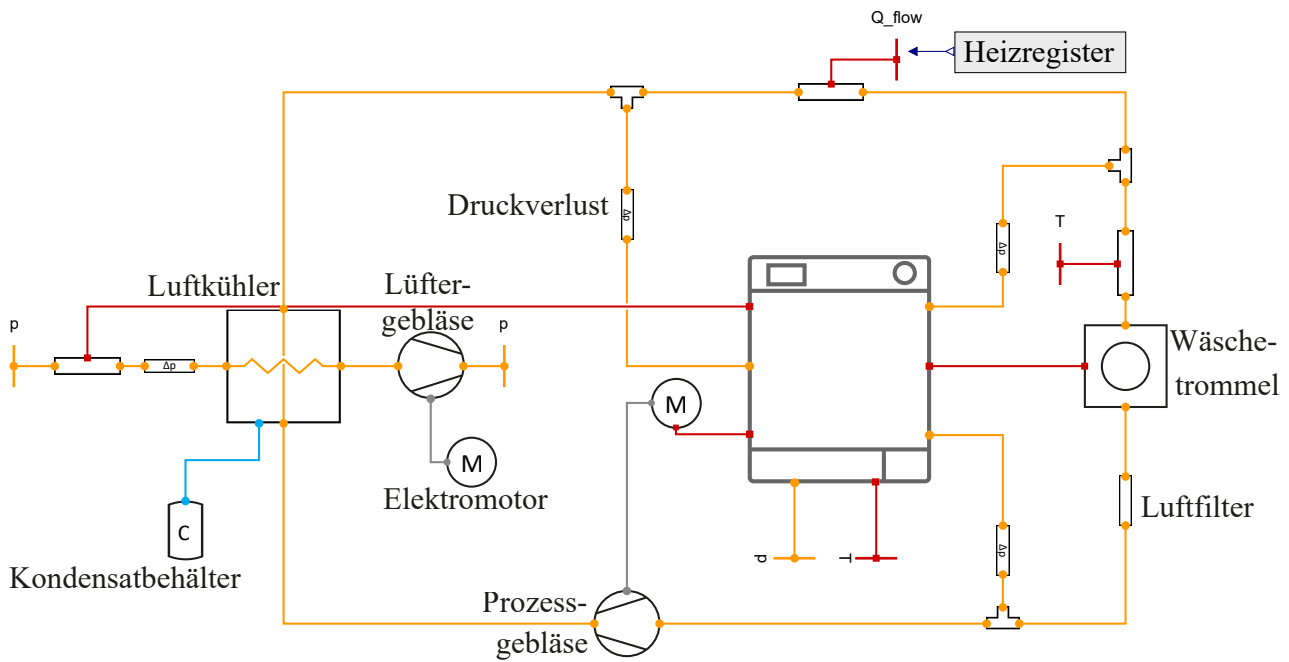 Q_flow
Heizregister
Druckverlust
Δp
Δp
T
Luftkühler
Lüfter-
gebläse
p
p
Δp
Wäsche-
trommel
M
M
Elektromotor
Luftfilter
C
Kondensatbehälter
p
T
Δp
Prozess-
gebläse